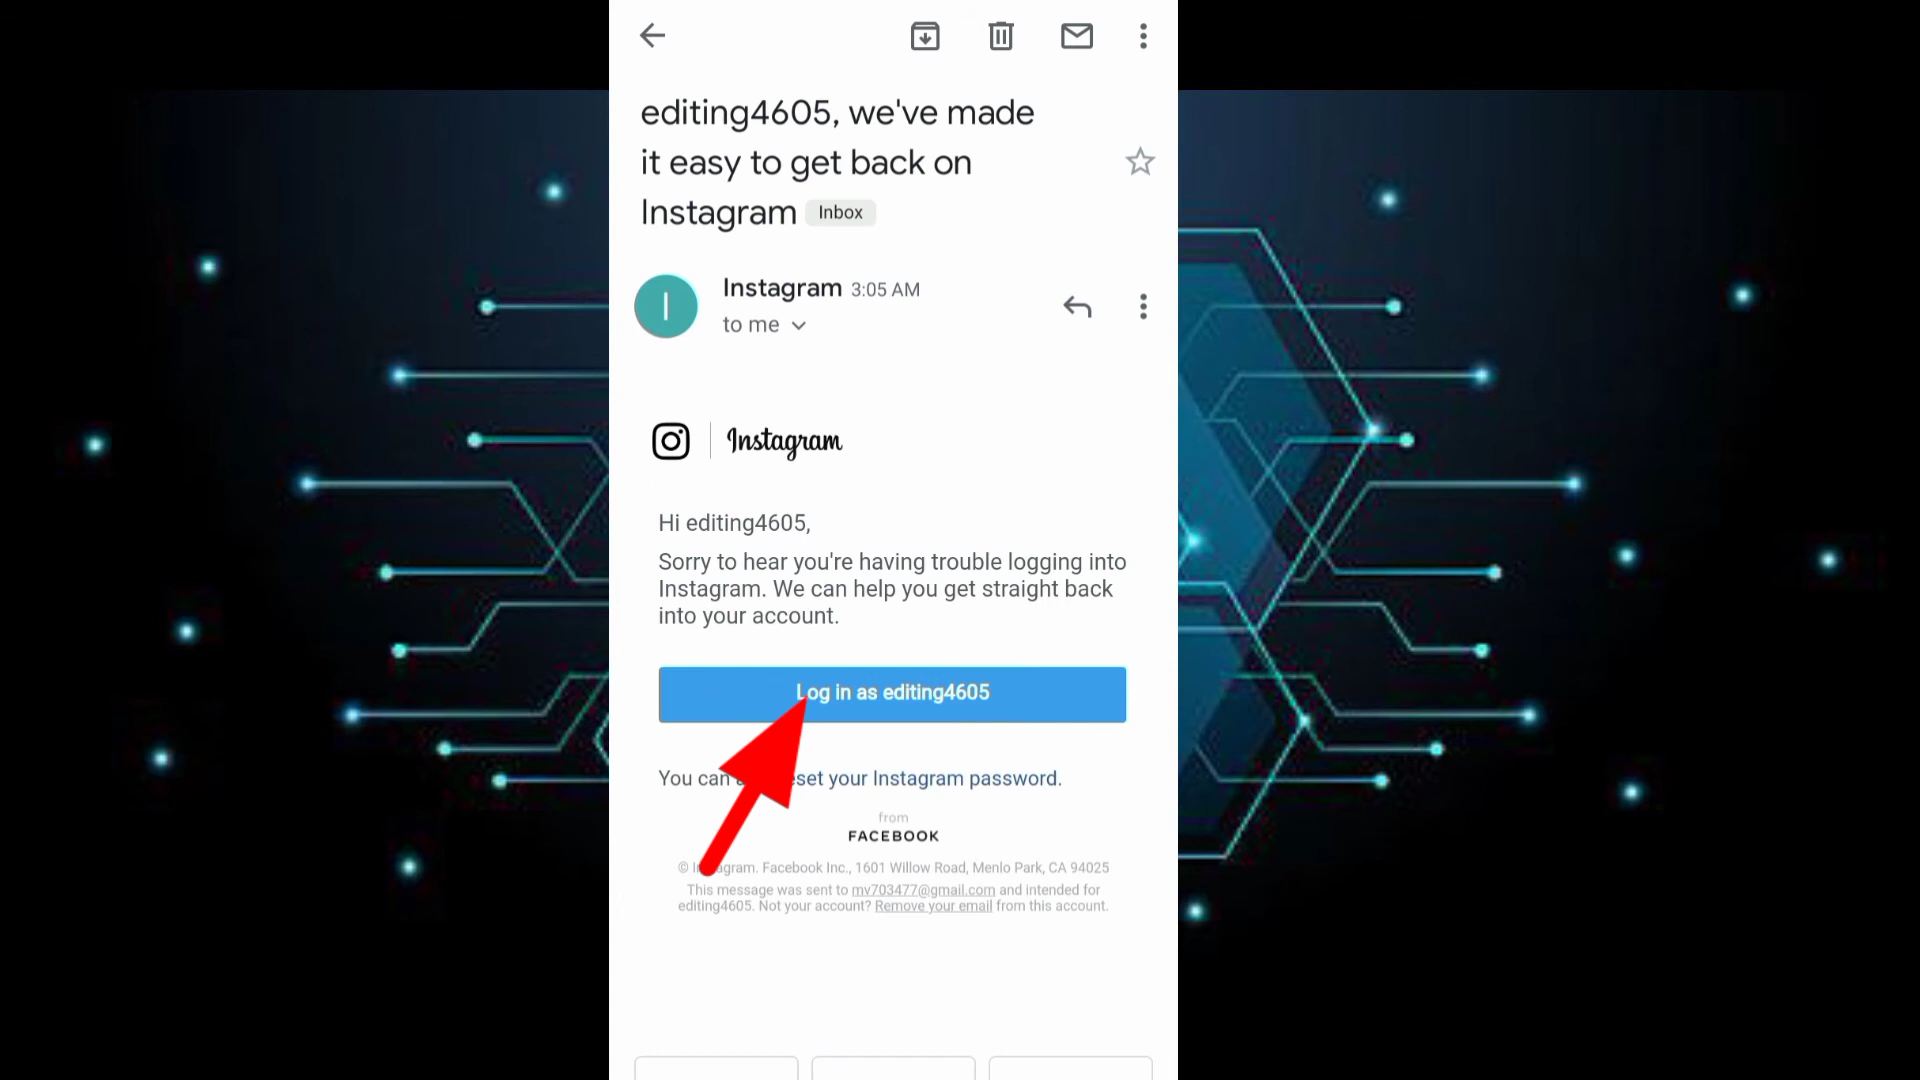 editing4605, we've made
it easy to get back on
Instagram Inbox
I
Instagram 3:05 AM
to me
Instagram
Hi editing4605,
Sorry to hear you're having trouble logging into
Instagram. We can help you get straight back
into your account.
Log in as editing4605
You can eset your Instagram password.
from
FACEBOOK
© In agram. Facebook Inc., 1601 Willow Road, Menlo Park, CA 94025
This message was sent to mv703477@gmail.com and intended for
editing4605. Not your account? Remove your email from this account.